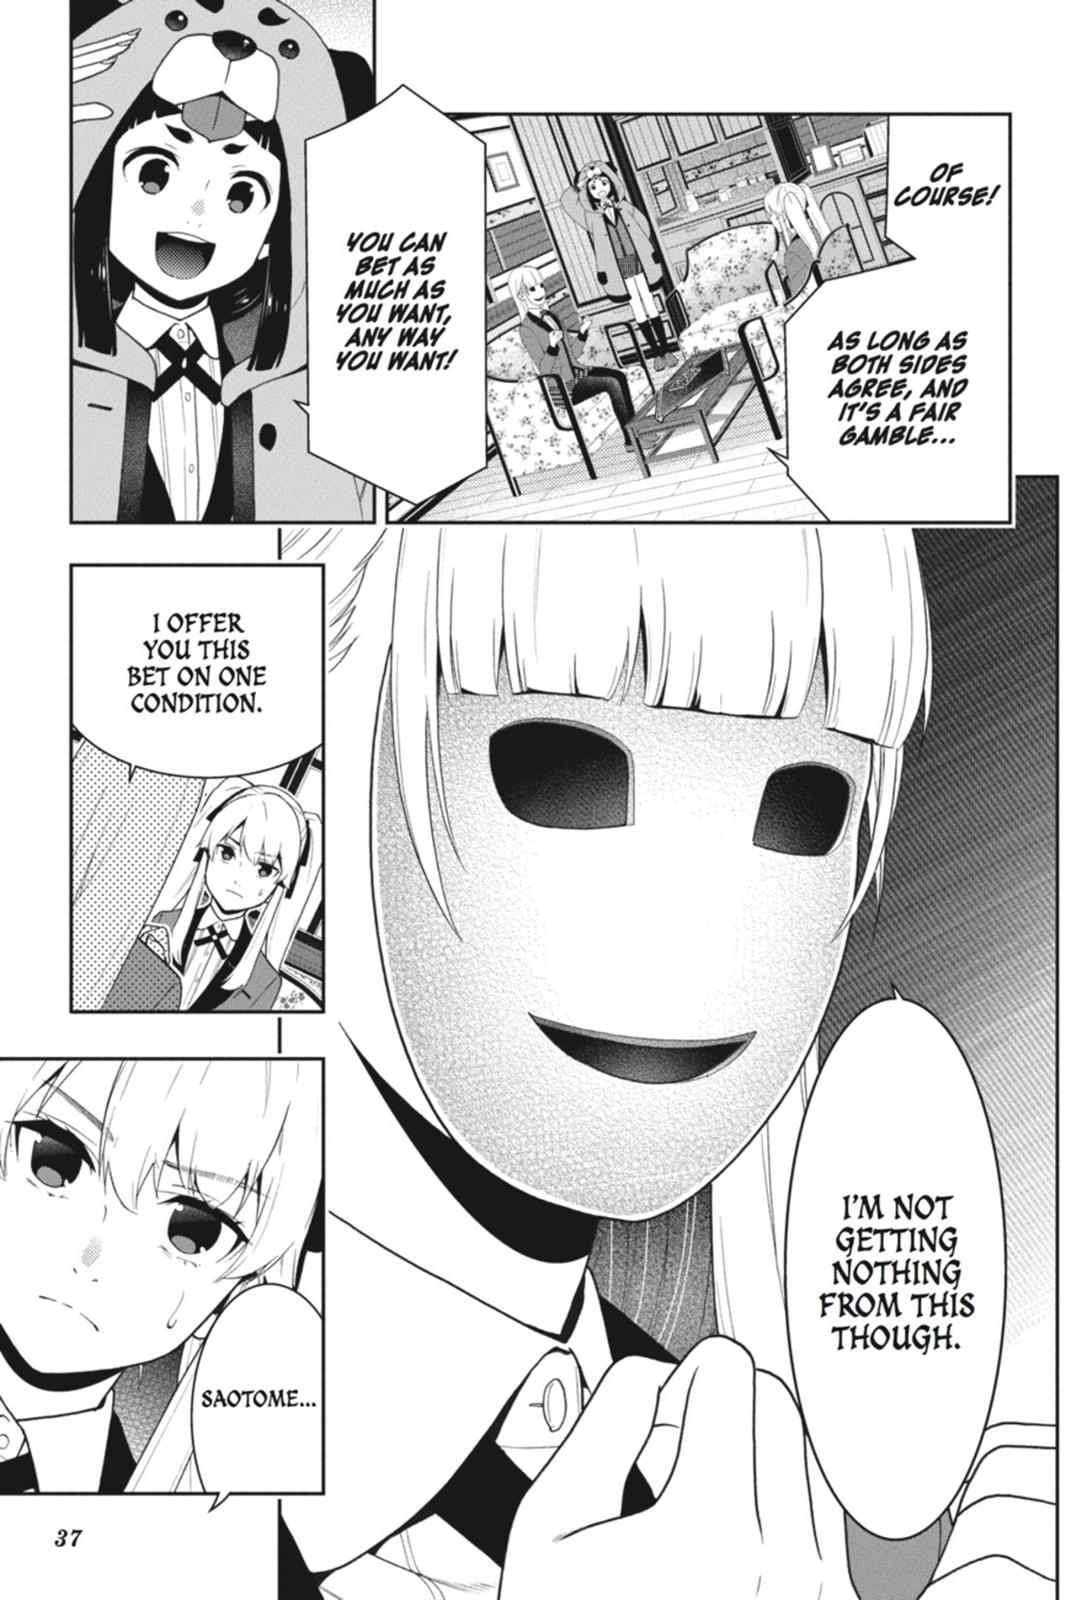 OF
COURSE!
AS LONG AS
BOTH SIDES
AGREE, AND
IT'S A FAIR
GAMBLE...
YOU CAN
BET AS
MUCH AS
YOU WANT,
ANY WAY
YOU WANT!
I'M NOT
GETTING
NOTHING
FROM THIS
THOUGH.
I OFFER
YOU THIS
BET ON ONE
CONDITION.
SAOTOME...
37